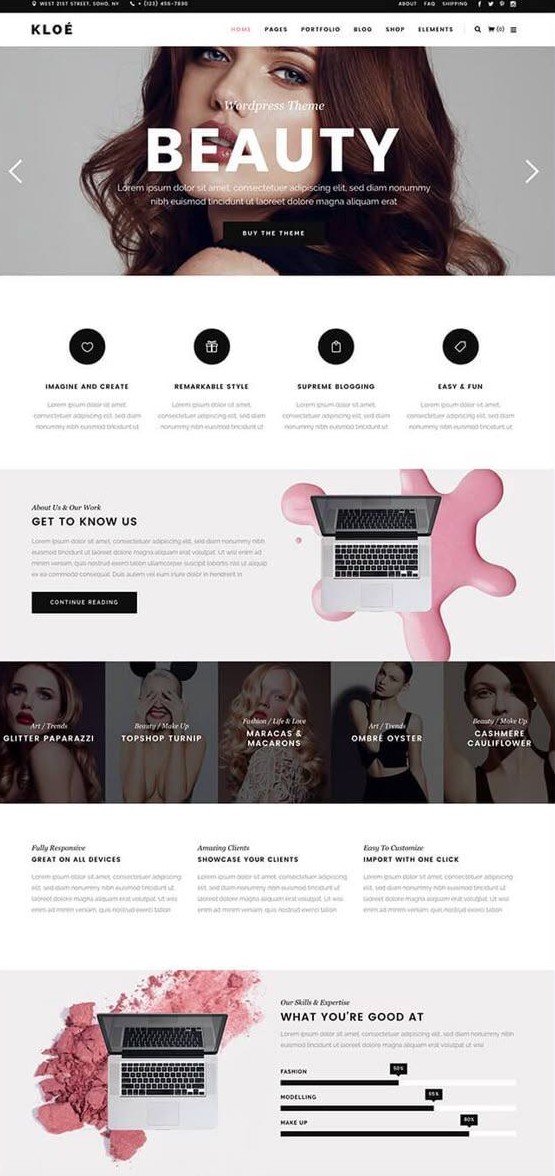 WEST 21ST STREET, SOHO, NY + (123) 456-7890 ABOUT FAQ SHIPPING
KLOÉ HOME PAGES PORTFOLIO BLOG SHOP ELEMENTS (0)
Wordpress Theme
BEAUTY
Lorem ipsum dolor sit amet, consectetuer adipiscing elit, sed diam nonummy
nibh euismod tincidunt ut laoreet dolore magna aliquam erat
BUY THE THEME
IMAGINE AND CREATE
Lorem ipsum dolor sit amet,
consectetuer adipiscing elit, sed diam
nonummy nibh euismod tincidunt ut
REMARKABLE STYLE
Lorem ipsum dolor sit amet,
consectetuer adipiscing elit, sed diam
nonummy nibh euismod tincidunt ut
SUPREME BLOGGING
Lorem ipsum dolor sit amet,
consectetuer adipiscing elit, sed diam
nonummy nibh euismod tincidunt ut
EASY & FUN
Lorem ipsum dolor sit amet,
consectetuer adipiscing elit, sed diam
nonummy nibh euismod tincidunt ut
About Us & Our Work
GET TO KNOW US
Lorem ipsum dolor sit amet, consectetuer adipiscing elit, sed diam nonummy nibh
euismod tincidunt ut laoreet dolore magna aliquam erat volutpat. Ut wisi enim ad
minim veniam, quis nostrud exerci tation ullamcorper suscipit lobortis nisl ut aliquip
ex ea commodo consequat. Duis autem vel eum iriure dolor in hendrerit in
CONTINUE READING
Art / Trends
GLITTER PAPARAZZI
Beauty / Make Up
TOPSHOP TURNIP
Fashion / Life & Love
MARACAS &
MACARONS
Art / Trends
OMBRE OYSTER
Beauty / Make Up
CASHMERE
CAULIFLOWER
Fully Responsive
GREAT ON ALL DEVICES
Lorem ipsum dolor sit amet, consectetuer adipiscing
elit, sed diam nonummy nibh euismod tincidunt ut
laoreet dolore magna aliquam erat volutpat. Ut wisi
enim ad minim veniam, quis nostrud exerci tation
Amazing Clients
SHOWCASE YOUR CLIENTS
Lorem ipsum dolor sit amet, consectetuer adipiscing
elit, sed diam nonummy nibh euismod tincidunt ut
laoreet dolore magna aliquam erat volutpat. Ut wisi
enim ad minim veniam, quis nostrud exerci tation
Easy To Customize
IMPORT WITH ONE CLICK
Lorem ipsum dolor sit amet, consectetuer adipiscing
elit, sed diam nonummy nibh euismod tincidunt ut
laoreet dolore magna aliquam erat volutpat. Ut wisi
enim ad minim veniam, quis nostrud exerci tation
Our Skills & Expertise
WHAT YOU'RE GOOD AT
Lorem ipsum dolor sit amet, consectetuer adipiscing elit, sed diam nonummy nibh
euismod tincidunt ut laoreet dolore magna aliquam erat volutpat. Ut wisi
FASHION 50%
MODELLING 65%
MAKE UP 80%